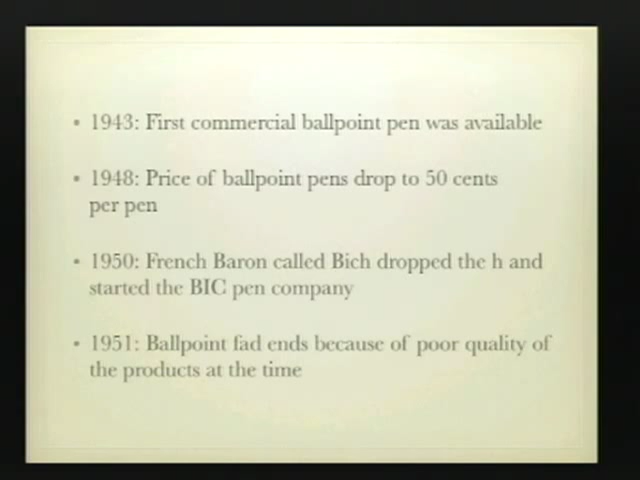 • 1943: First commercial ballpoint pen was available
• 1948: Price of ballpoint pens drop to 50 cents
per pen
• 1950: French Baron called Bich dropped the h and
started the BIC pen company
• 1951: Ballpoint fad ends because of poor quality of
the products at the time